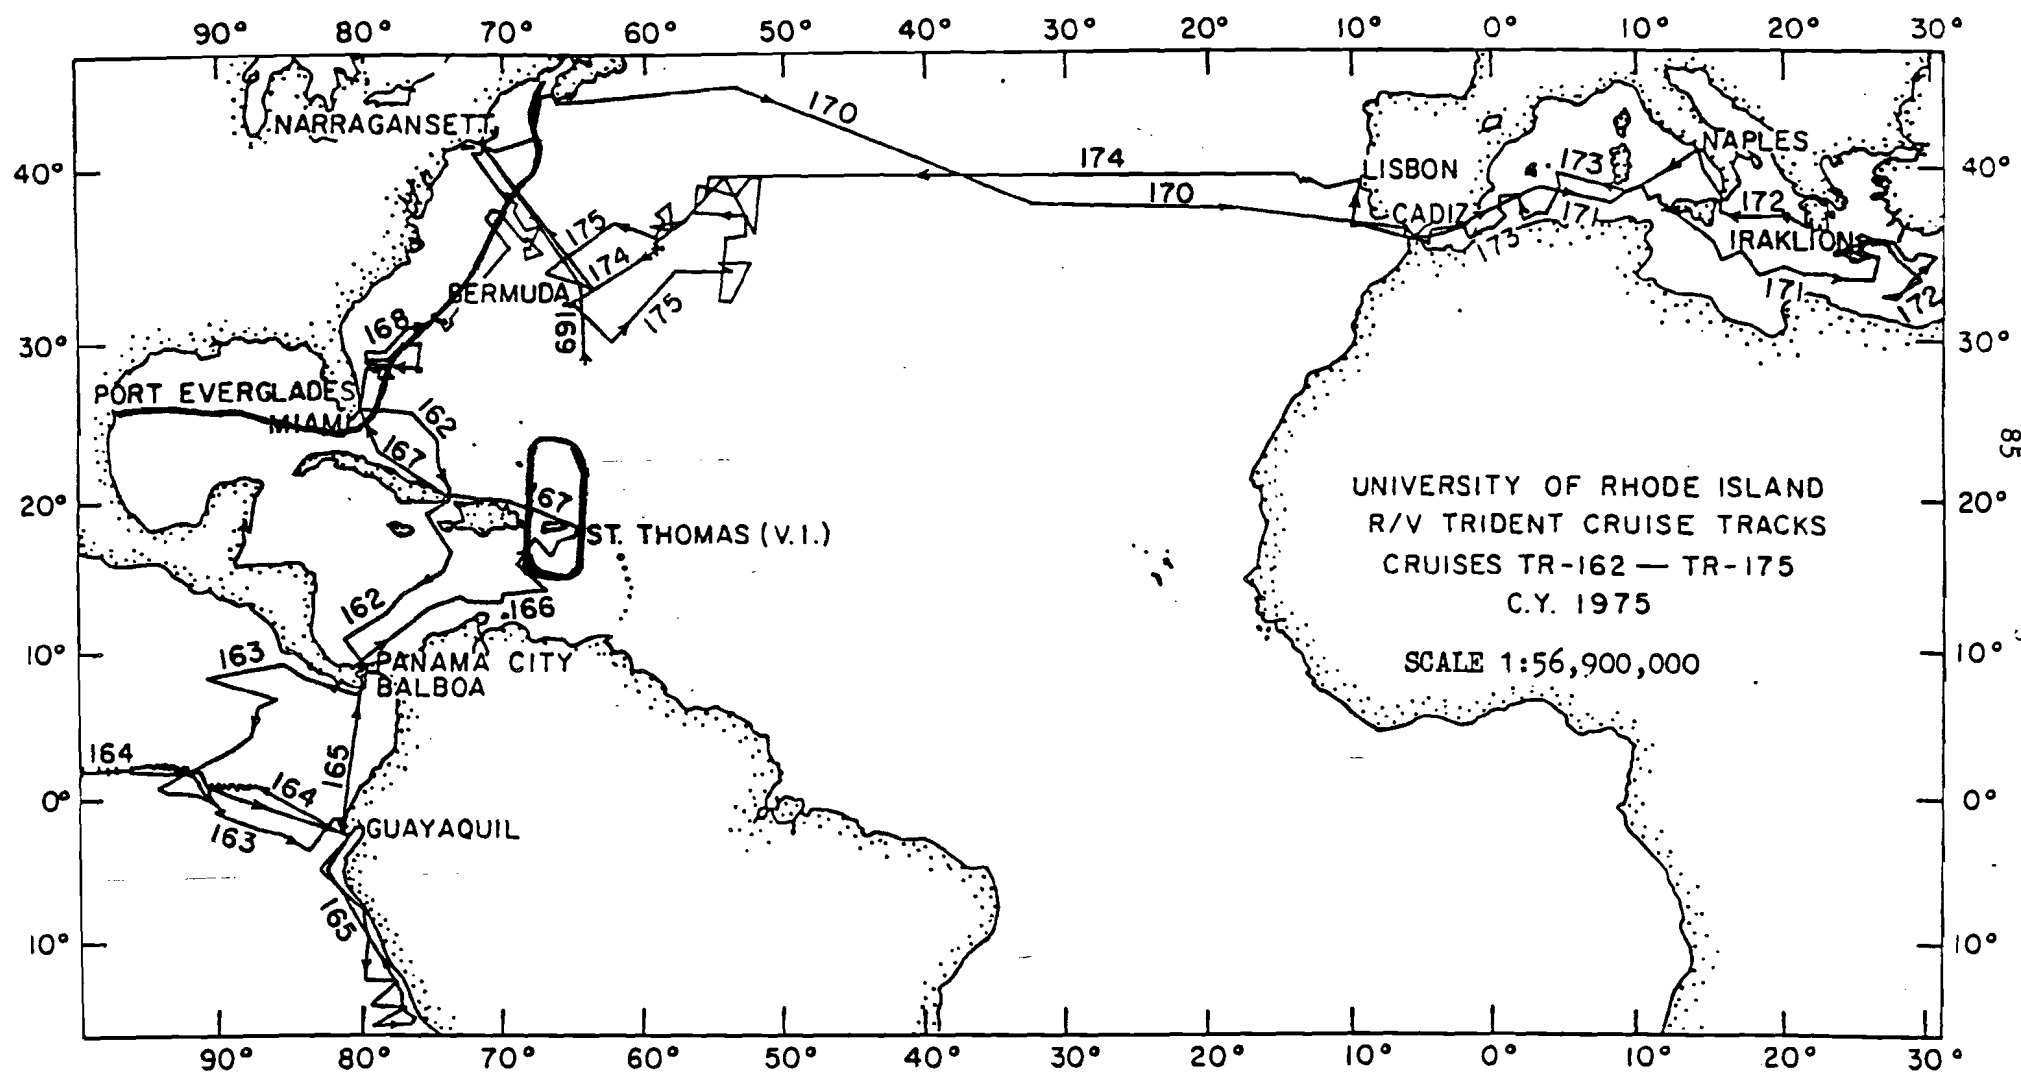 90° 80° 70° 60° 50° 40° 30° 20° 10° 0° 10° 20° 30°
170
NARRAGANSETT
NAPLES
40°
174
LISBON
173
40°
170
CADIZ
171
172
175
173
IRAKLION
174
BERMUDA
175
171
172
168
169
30°
30°
PORT EVERGLADES
MIAMI
162
167
85
20°
167
20°
ST. THOMAS (V.I.)
UNIVERSITY OF RHODE ISLAND
R/V TRIDENT CRUISE TRACKS
CRUISES TR-162 — TR-175
C.Y. 1975
SCALE 1:56,900,000
162
166
10°
163
PANAMA CITY
BALBOA
10°
164
165
164
0°
0°
163
GUAYAQUIL
165
10°
10°
90° 80° 70° 60° 50° 40° 30° 20° 10° 0° 10° 20° 30°